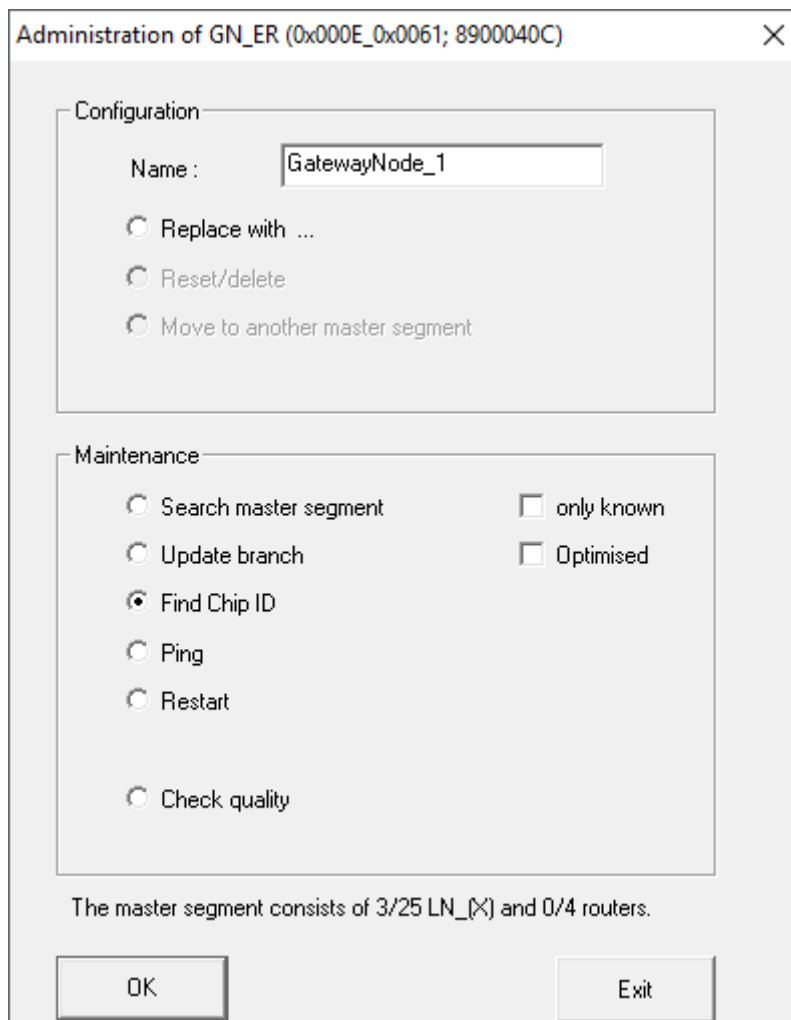 Administration of GN_ER (0x000E_0x0061; 8900040C)
Configuration
Name : GatewayNode_1
Replace with ...
Reset/delete
Move to another master segment
Maintenance
Search master segment only known
Update branch Optimised
Find Chip ID
Ping
Restart
Check quality
The master segment consists of 3/25 LN_(X) and 0/4 routers.
OK Exit